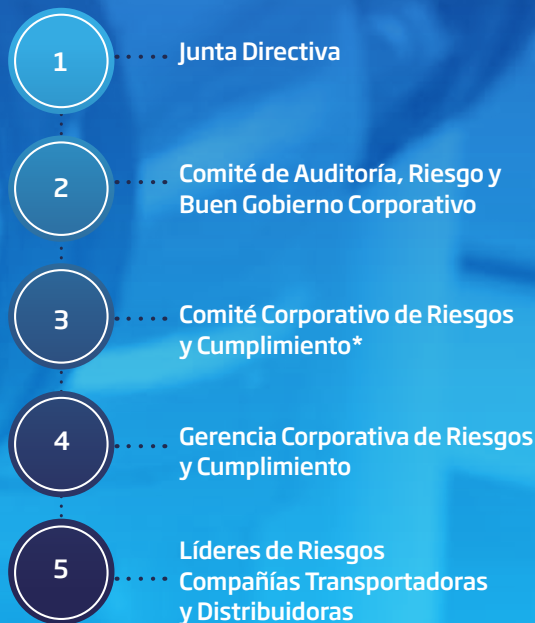 1
Junta Directiva
2
Comité de Auditoría, Riesgo y
Buen Gobierno Corporativo
3
Comité Corporativo de Riesgos
y Cumplimiento*
4
Gerencia Corporativa de Riesgos
y Cumplimiento
5
Líderes de Riesgos
Compañías Transportadoras
y Distribuidoras